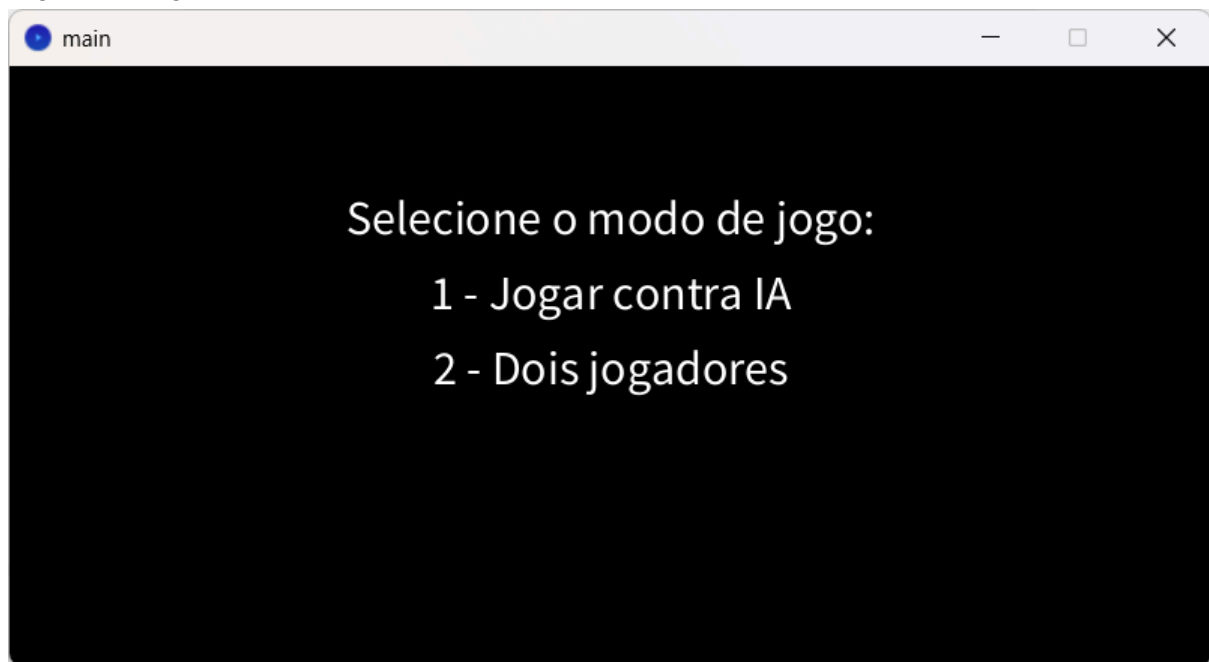 main
Selecione o modo de jogo:
1 - Jogar contra IA
2 - Dois jogadores